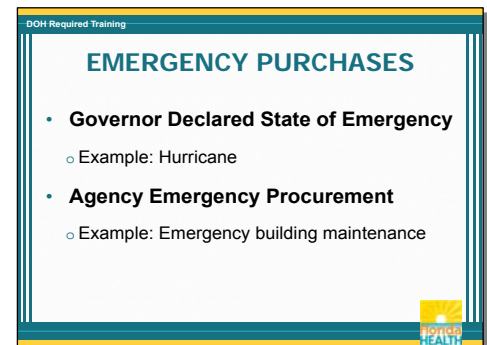 DOH Required Training
EMERGENCY PURCHASES
• Governor Declared State of Emergency
o Example: Hurricane
• Agency Emergency Procurement
o Example: Emergency building maintenance
Florida
HEALTH